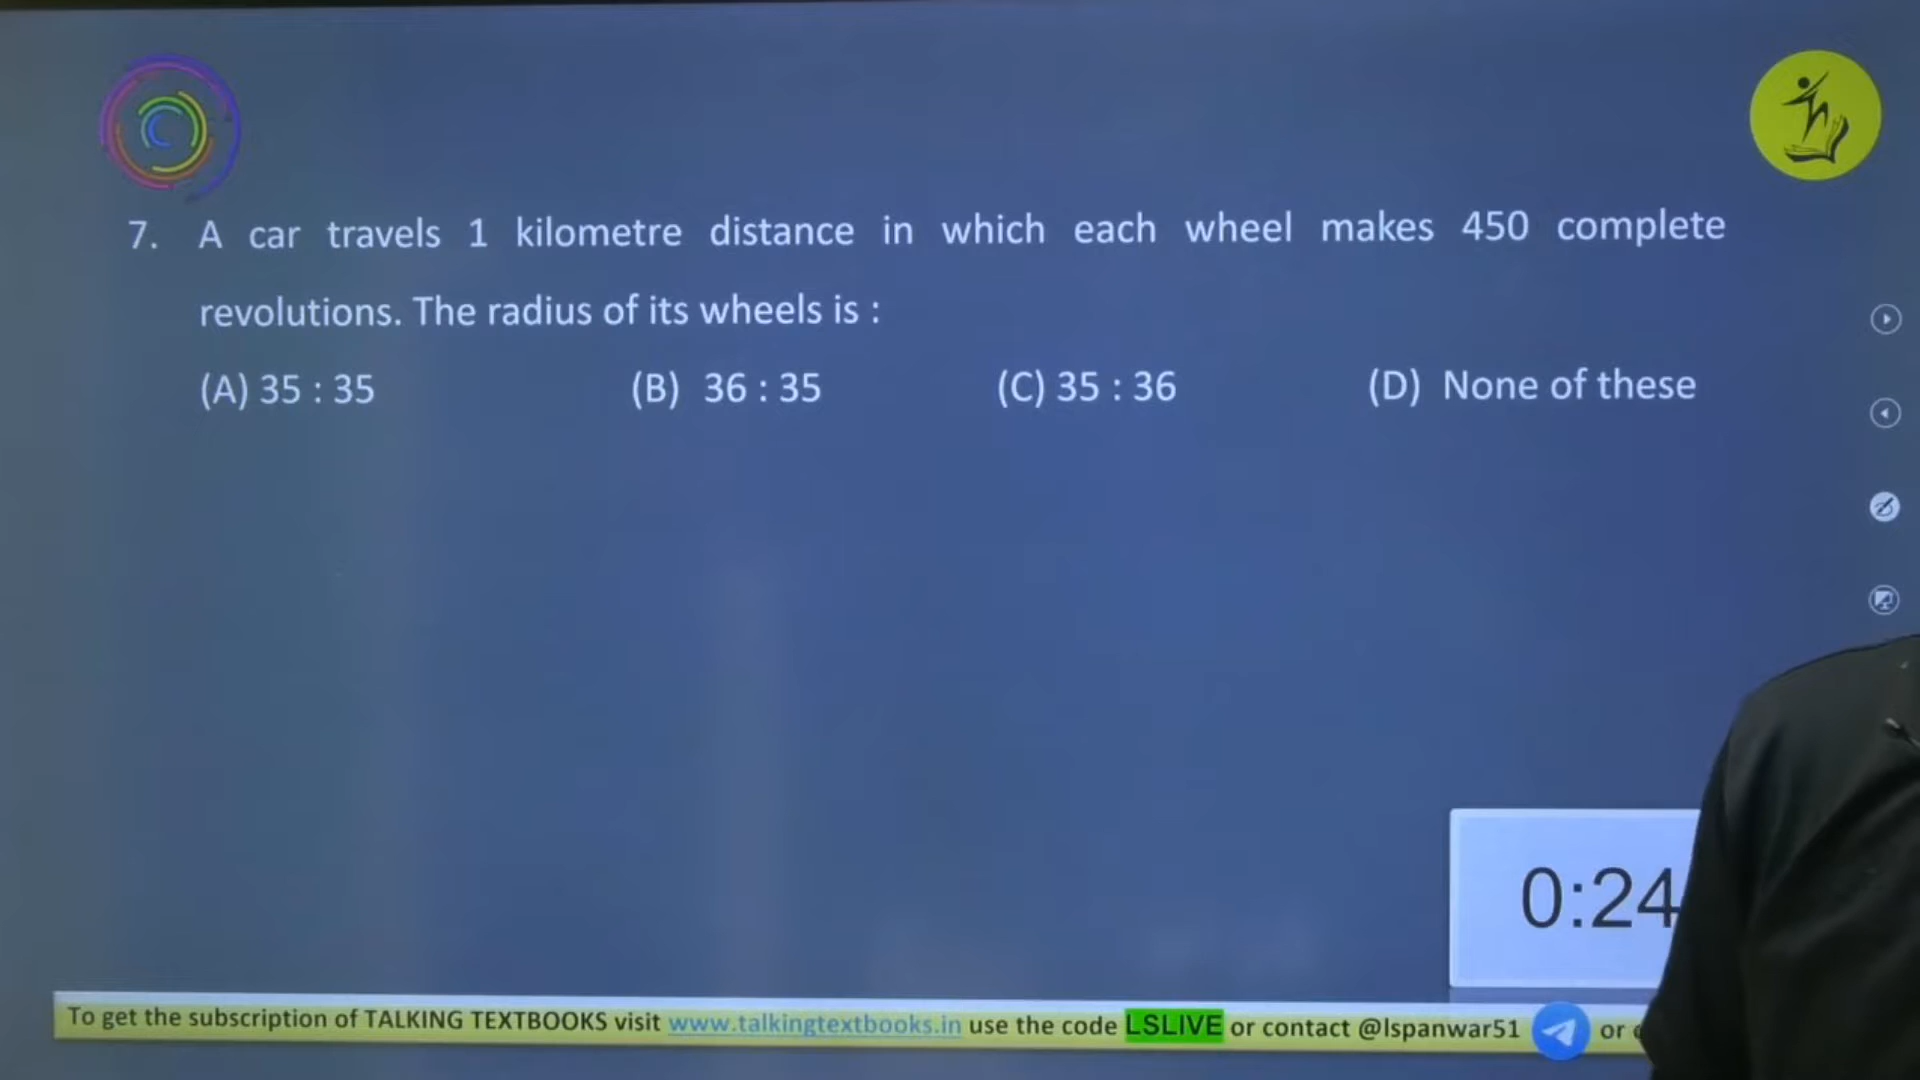 7. A car travels 1 kilometre distance in which each wheel makes 450 complete
revolutions. The radius of its wheels is :
(A) 35 : 35 (B) 36 : 35 (C) 35 : 36 (D) None of these
0:24
To get the subscription of TALKING TEXTBOOKS visit www.talkingtextbooks.in use the code LSLIVE or contact @lspanwar51 or